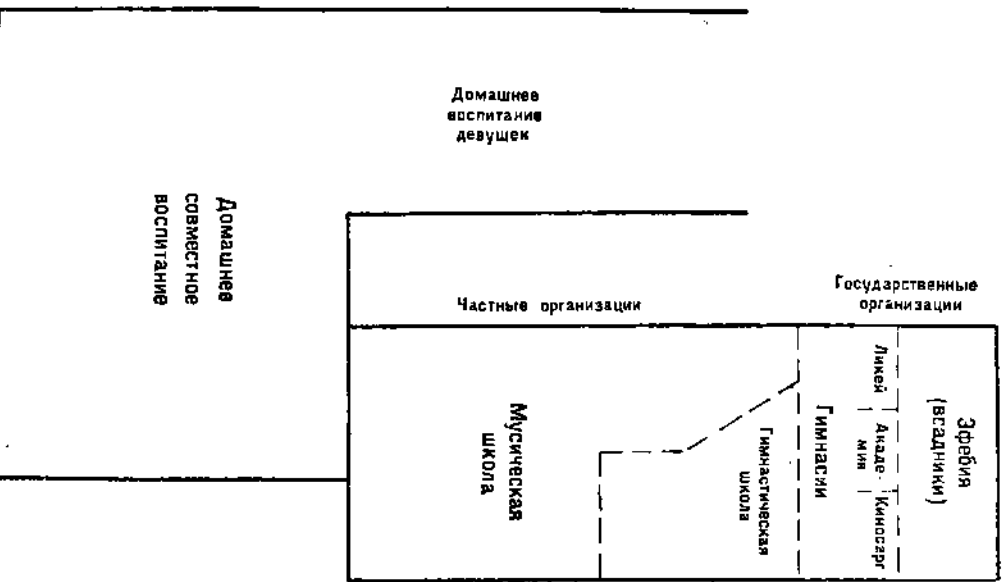 Домашнее
воспитание
девушек
Домашнее
совместное
воспитание
Частные организации
Государственные
организации
Мусическая
школа
Гимнастическая
школа
Гимнасии
Ликей
Акаде-
мия
Киносарг
Эфебия
(всадники)